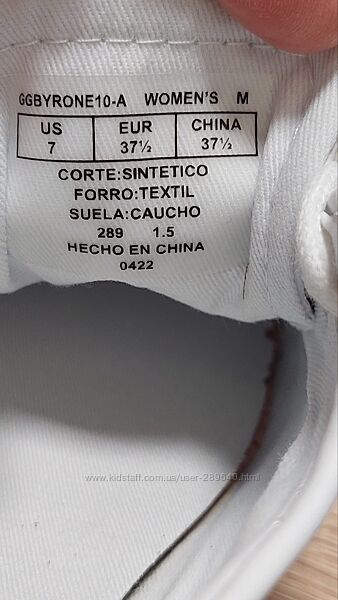 GGBYRONE10-A WOMEN'S M
US EUR CHINA
7 37½ 37½
CORTE:SINTETICO
FORRO:TEXTIL
SUELA:CAUCHO
289 1.5
HECHO EN CHINA
0422
www.kidstaff.com.ua/user-289640.html